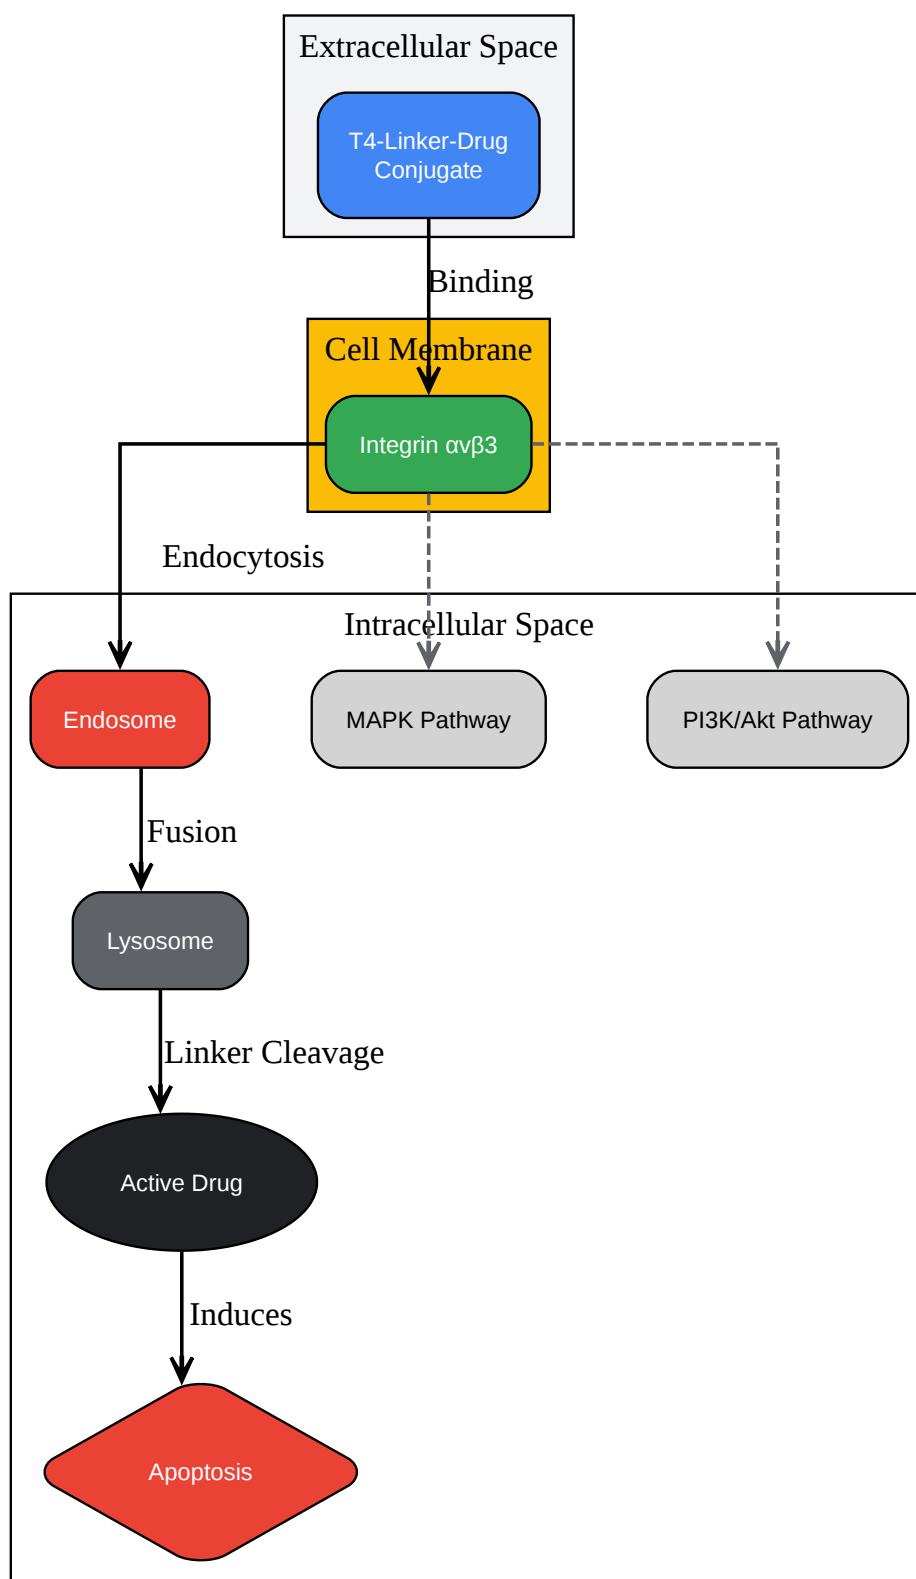 Extracellular Space
T4-Linker-Drug
Conjugate
Binding
Cell Membrane
Integrin αvβ3
Endocytosis
Intracellular Space
Endosome
MAPK Pathway
PI3K/Akt Pathway
Fusion
Lysosome
Linker Cleavage
Active Drug
Induces
Apoptosis